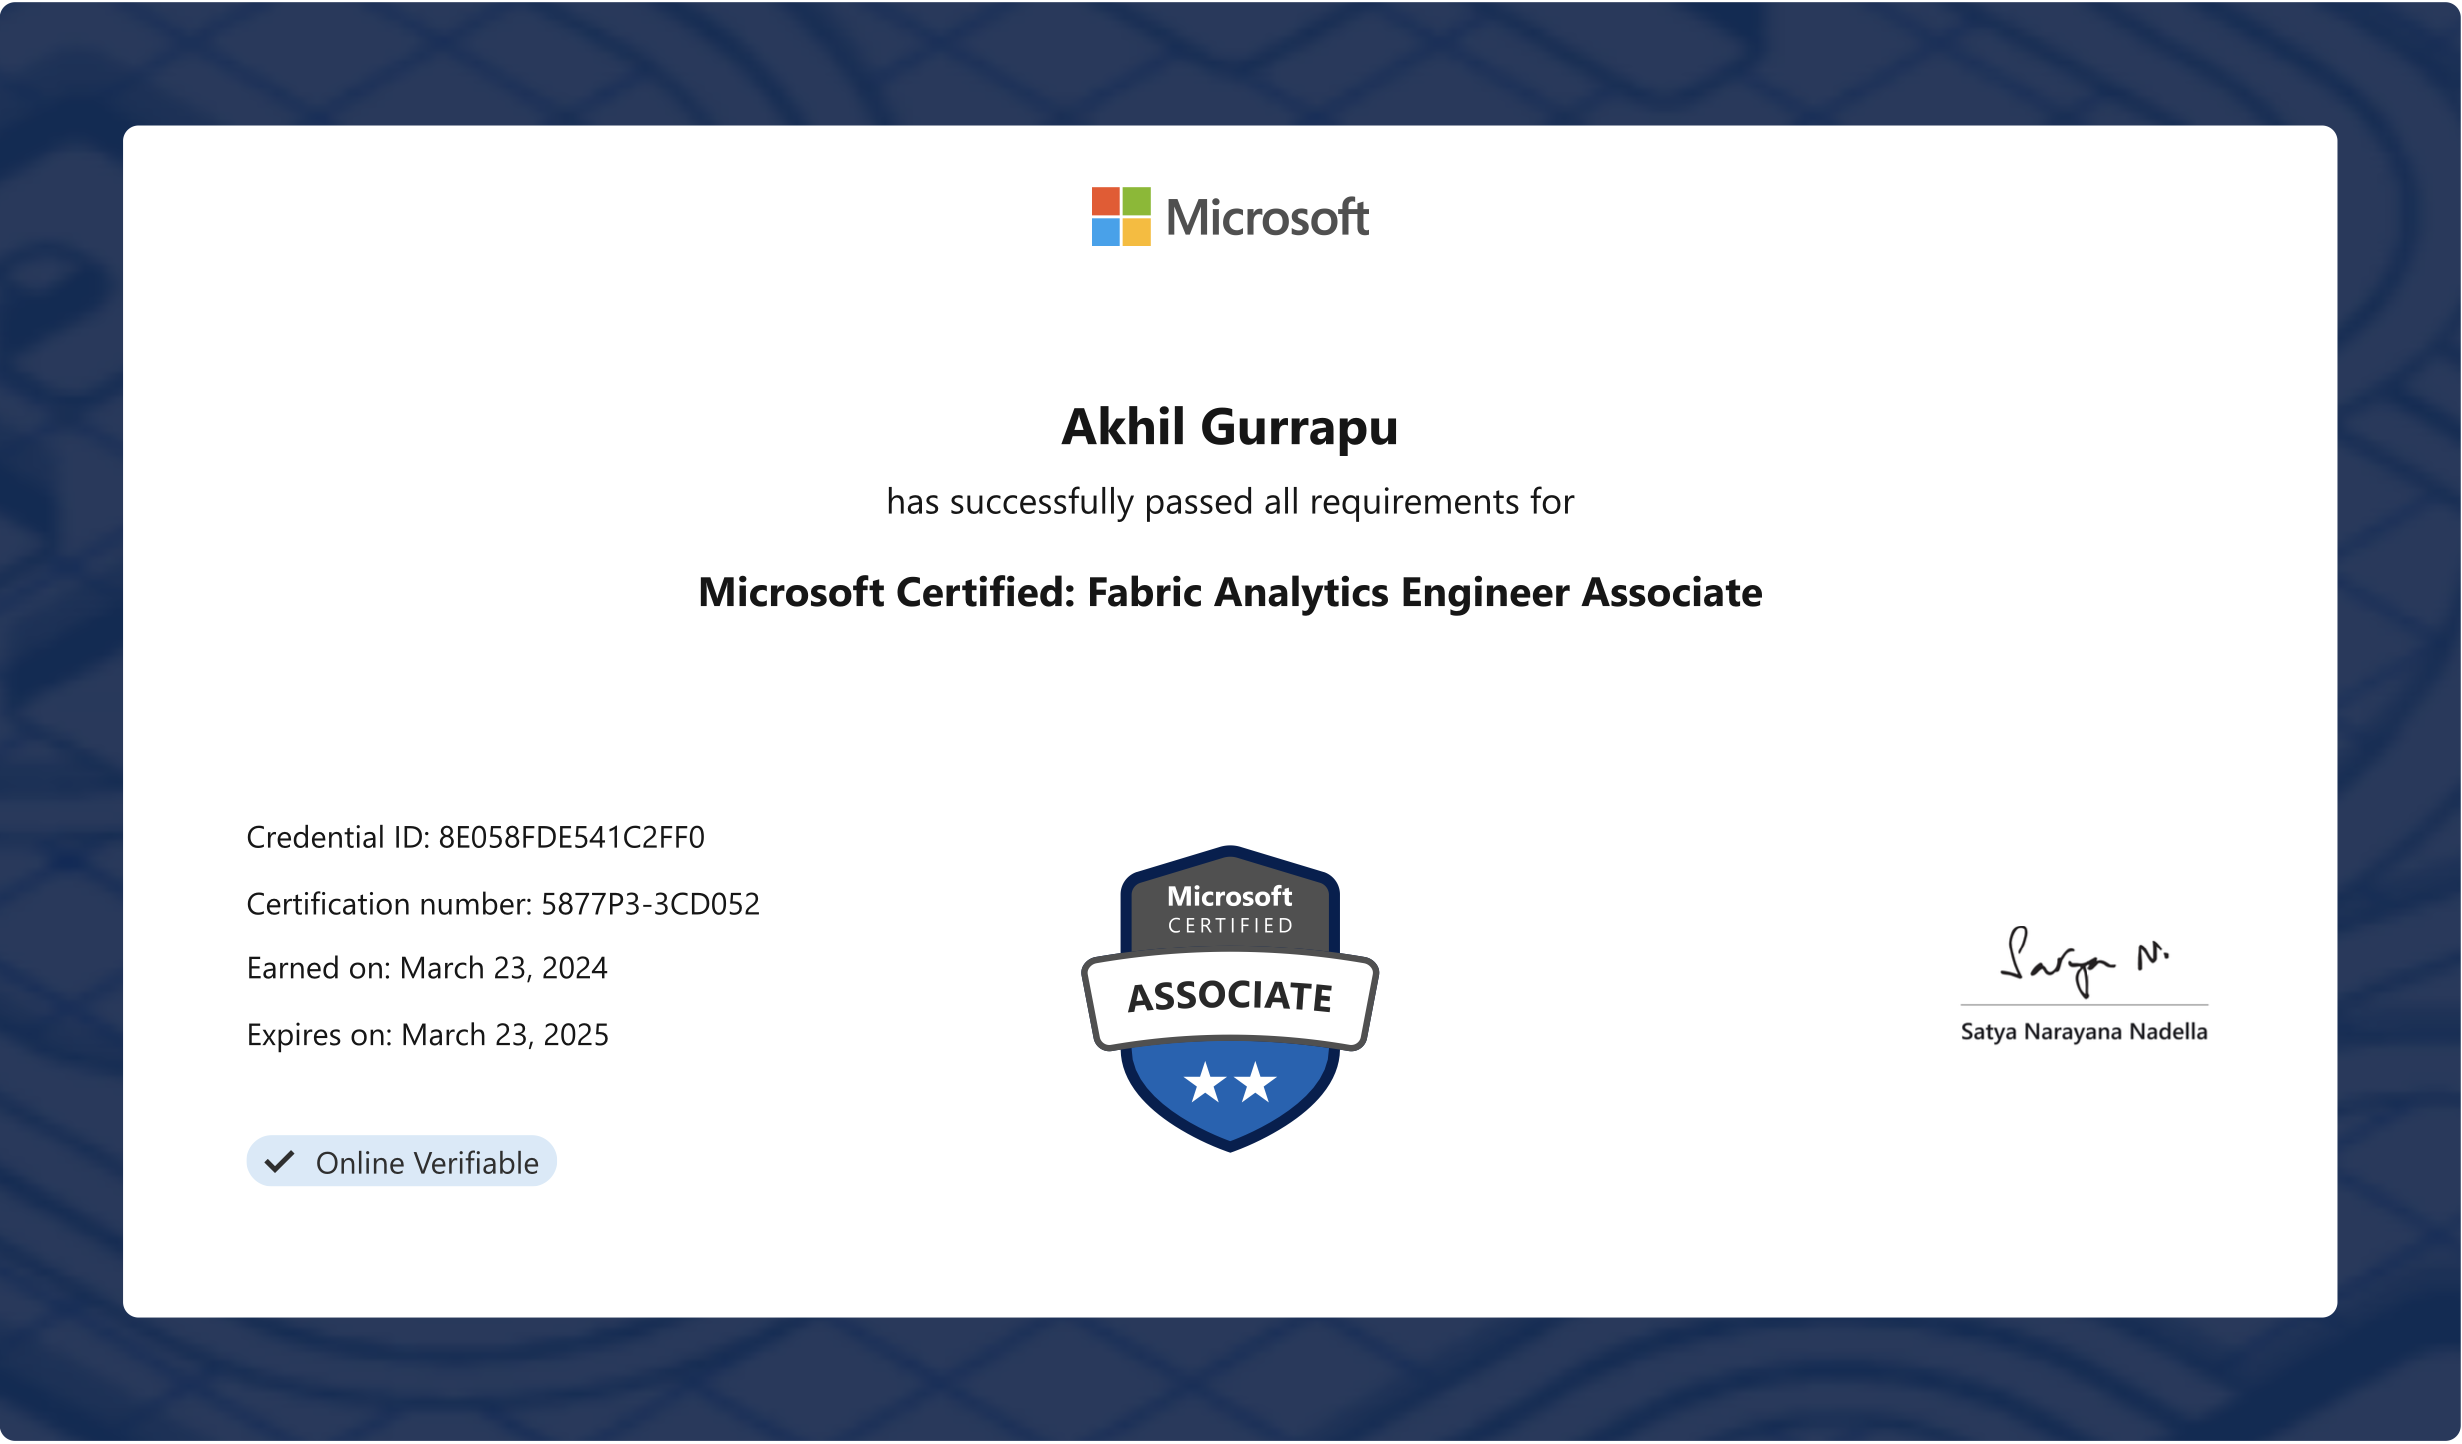 Microsoft
Akhil Gurrapu
has successfully passed all requirements for
Microsoft Certified: Fabric Analytics Engineer Associate
Credential ID: 8E058FDE541C2FF0
Certification number: 5877P3-3CD052
Earned on: March 23, 2024
Expires on: March 23, 2025
Online Verifiable
Microsoft
CERTIFIED
ASSOCIATE
Satya N.
Satya Narayana Nadella